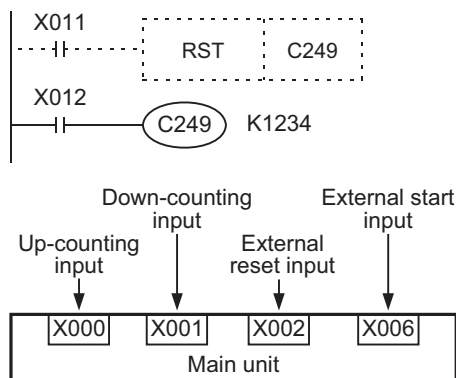 X011
RST C249
X012
C249 K1234
Down-counting input
External start input
Up-counting input
External reset input
X000 X001 X002 X006
Main unit